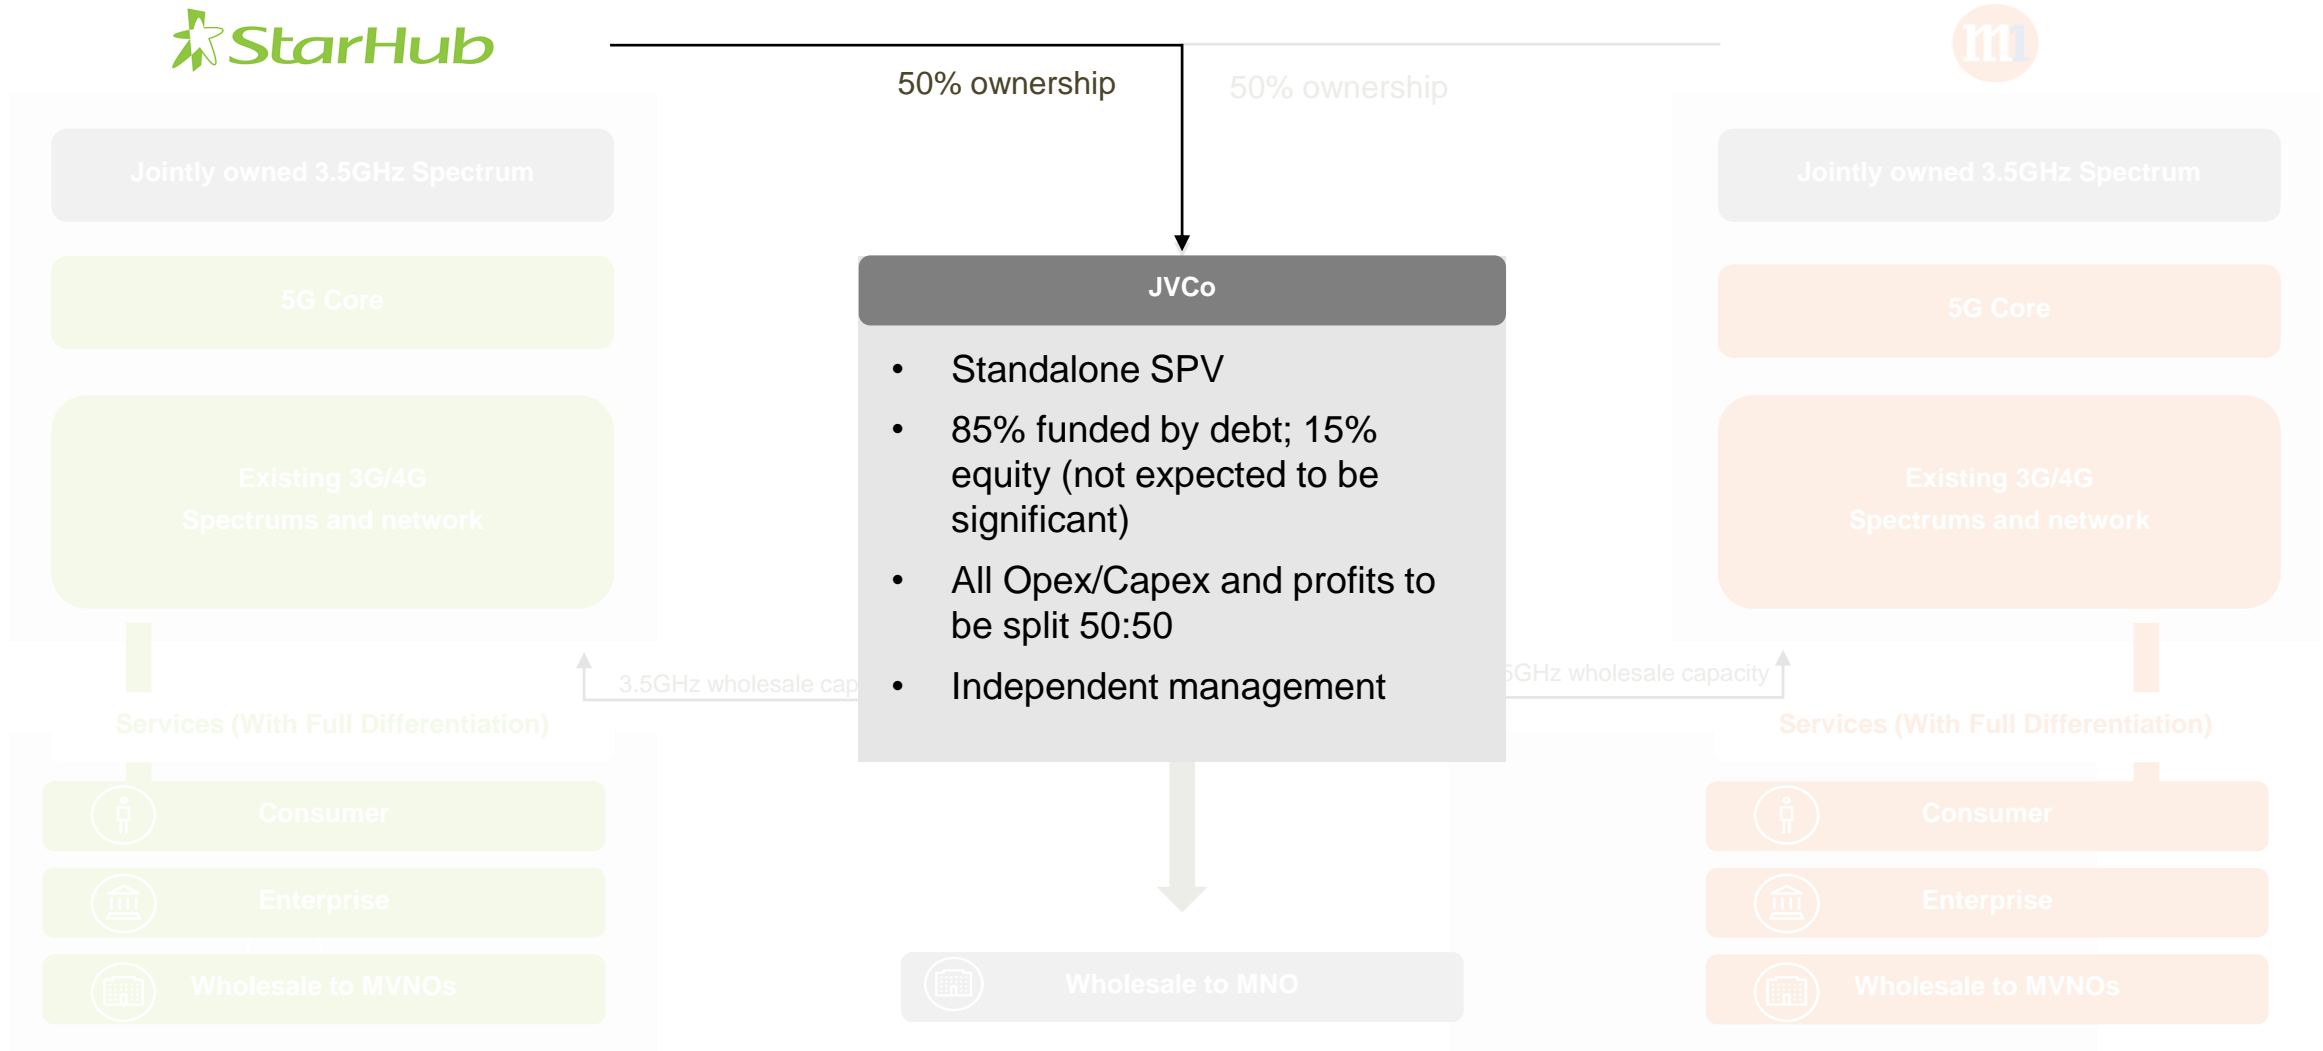 StarHub
m1
50% ownership
50% ownership
Jointly owned 3.5GHz Spectrum
5G Core
Existing 3G/4G
Spectrums and network
3.5GHz wholesale cap
Services (With Full Differentiation)
Consumer
Enterprise
Wholesale to MVNOs
JVCo
• Standalone SPV
• 85% funded by debt; 15%
equity (not expected to be
significant)
• All Opex/Capex and profits to
be split 50:50
• Independent management
Wholesale to MNO
Jointly owned 3.5GHz Spectrum
5G Core
Existing 3G/4G
Spectrums and network
5GHz wholesale capacity
Services (With Full Differentiation)
Consumer
Enterprise
Wholesale to MVNOs